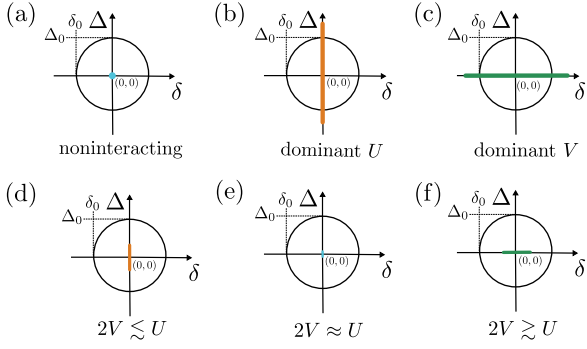 (a) δ₀ Δ
Δ₀
(0,0)
δ
noninteracting
(b) δ₀ Δ
Δ₀
(0,0)
δ
dominant U
(c) δ₀ Δ
Δ₀
(0,0)
δ
dominant V
(d) δ₀ Δ
Δ₀
(0,0)
δ
2V ≲ U
(e) δ₀ Δ
Δ₀
(0,0)
δ
2V ≈ U
(f) δ₀ Δ
Δ₀
(0,0)
δ
2V ≳ U